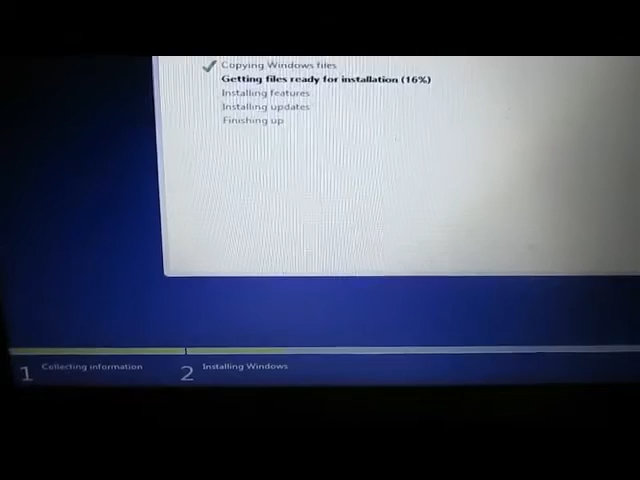 Copying Windows files
Getting files ready for installation (16%)
Installing features
Installing updates
Finishing up
1 Collecting information
2 Installing Windows